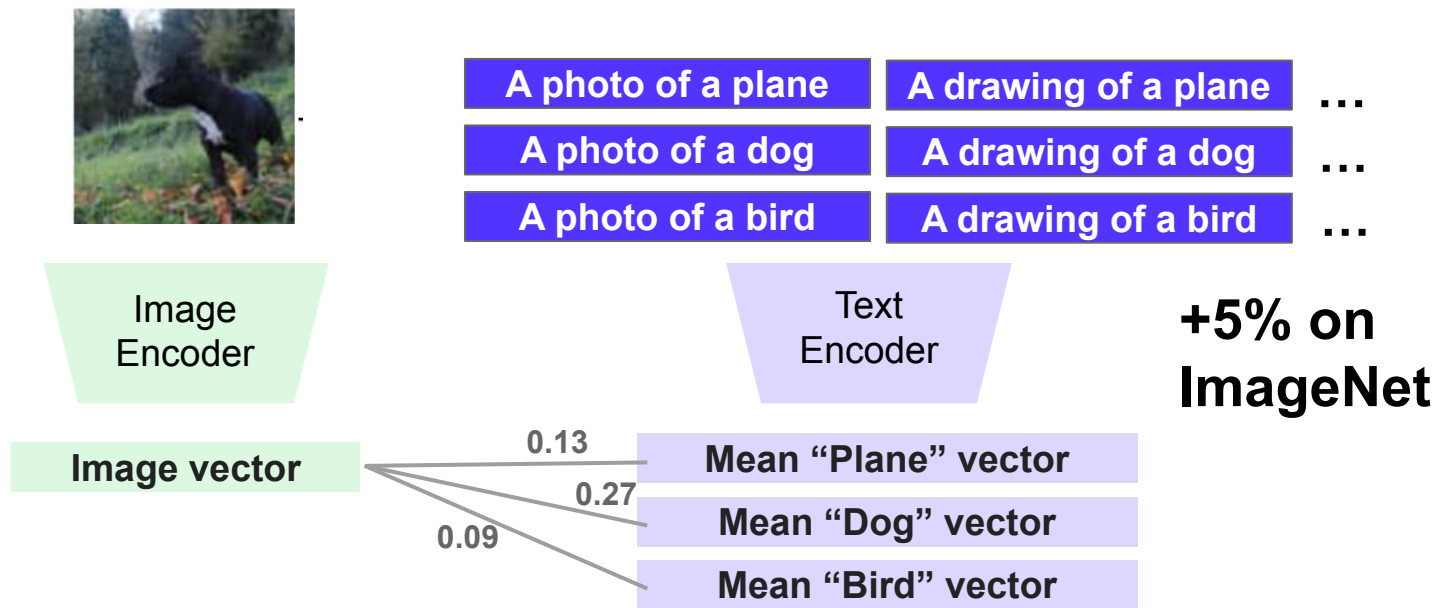 A photo of a plane
A drawing of a plane
...
A photo of a dog
A drawing of a dog
...
A photo of a bird
A drawing of a bird
...
Image
Encoder
Text
Encoder
+5% on
ImageNet
0.13
Image vector
Mean “Plane” vector
0.27
Mean “Dog” vector
0.09
Mean “Bird” vector